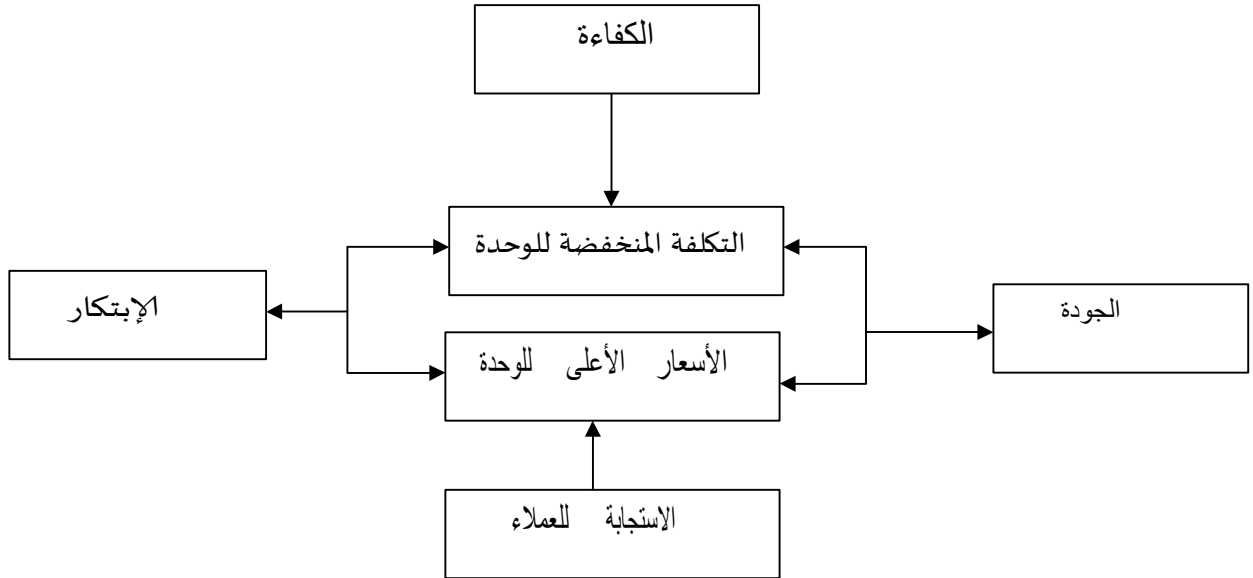 الكفاءة
التكلفة المنخفضة للوحدة
الجودة
الإبتكار
الأسعار الأعلى للوحدة
الاستجابة للعملاء